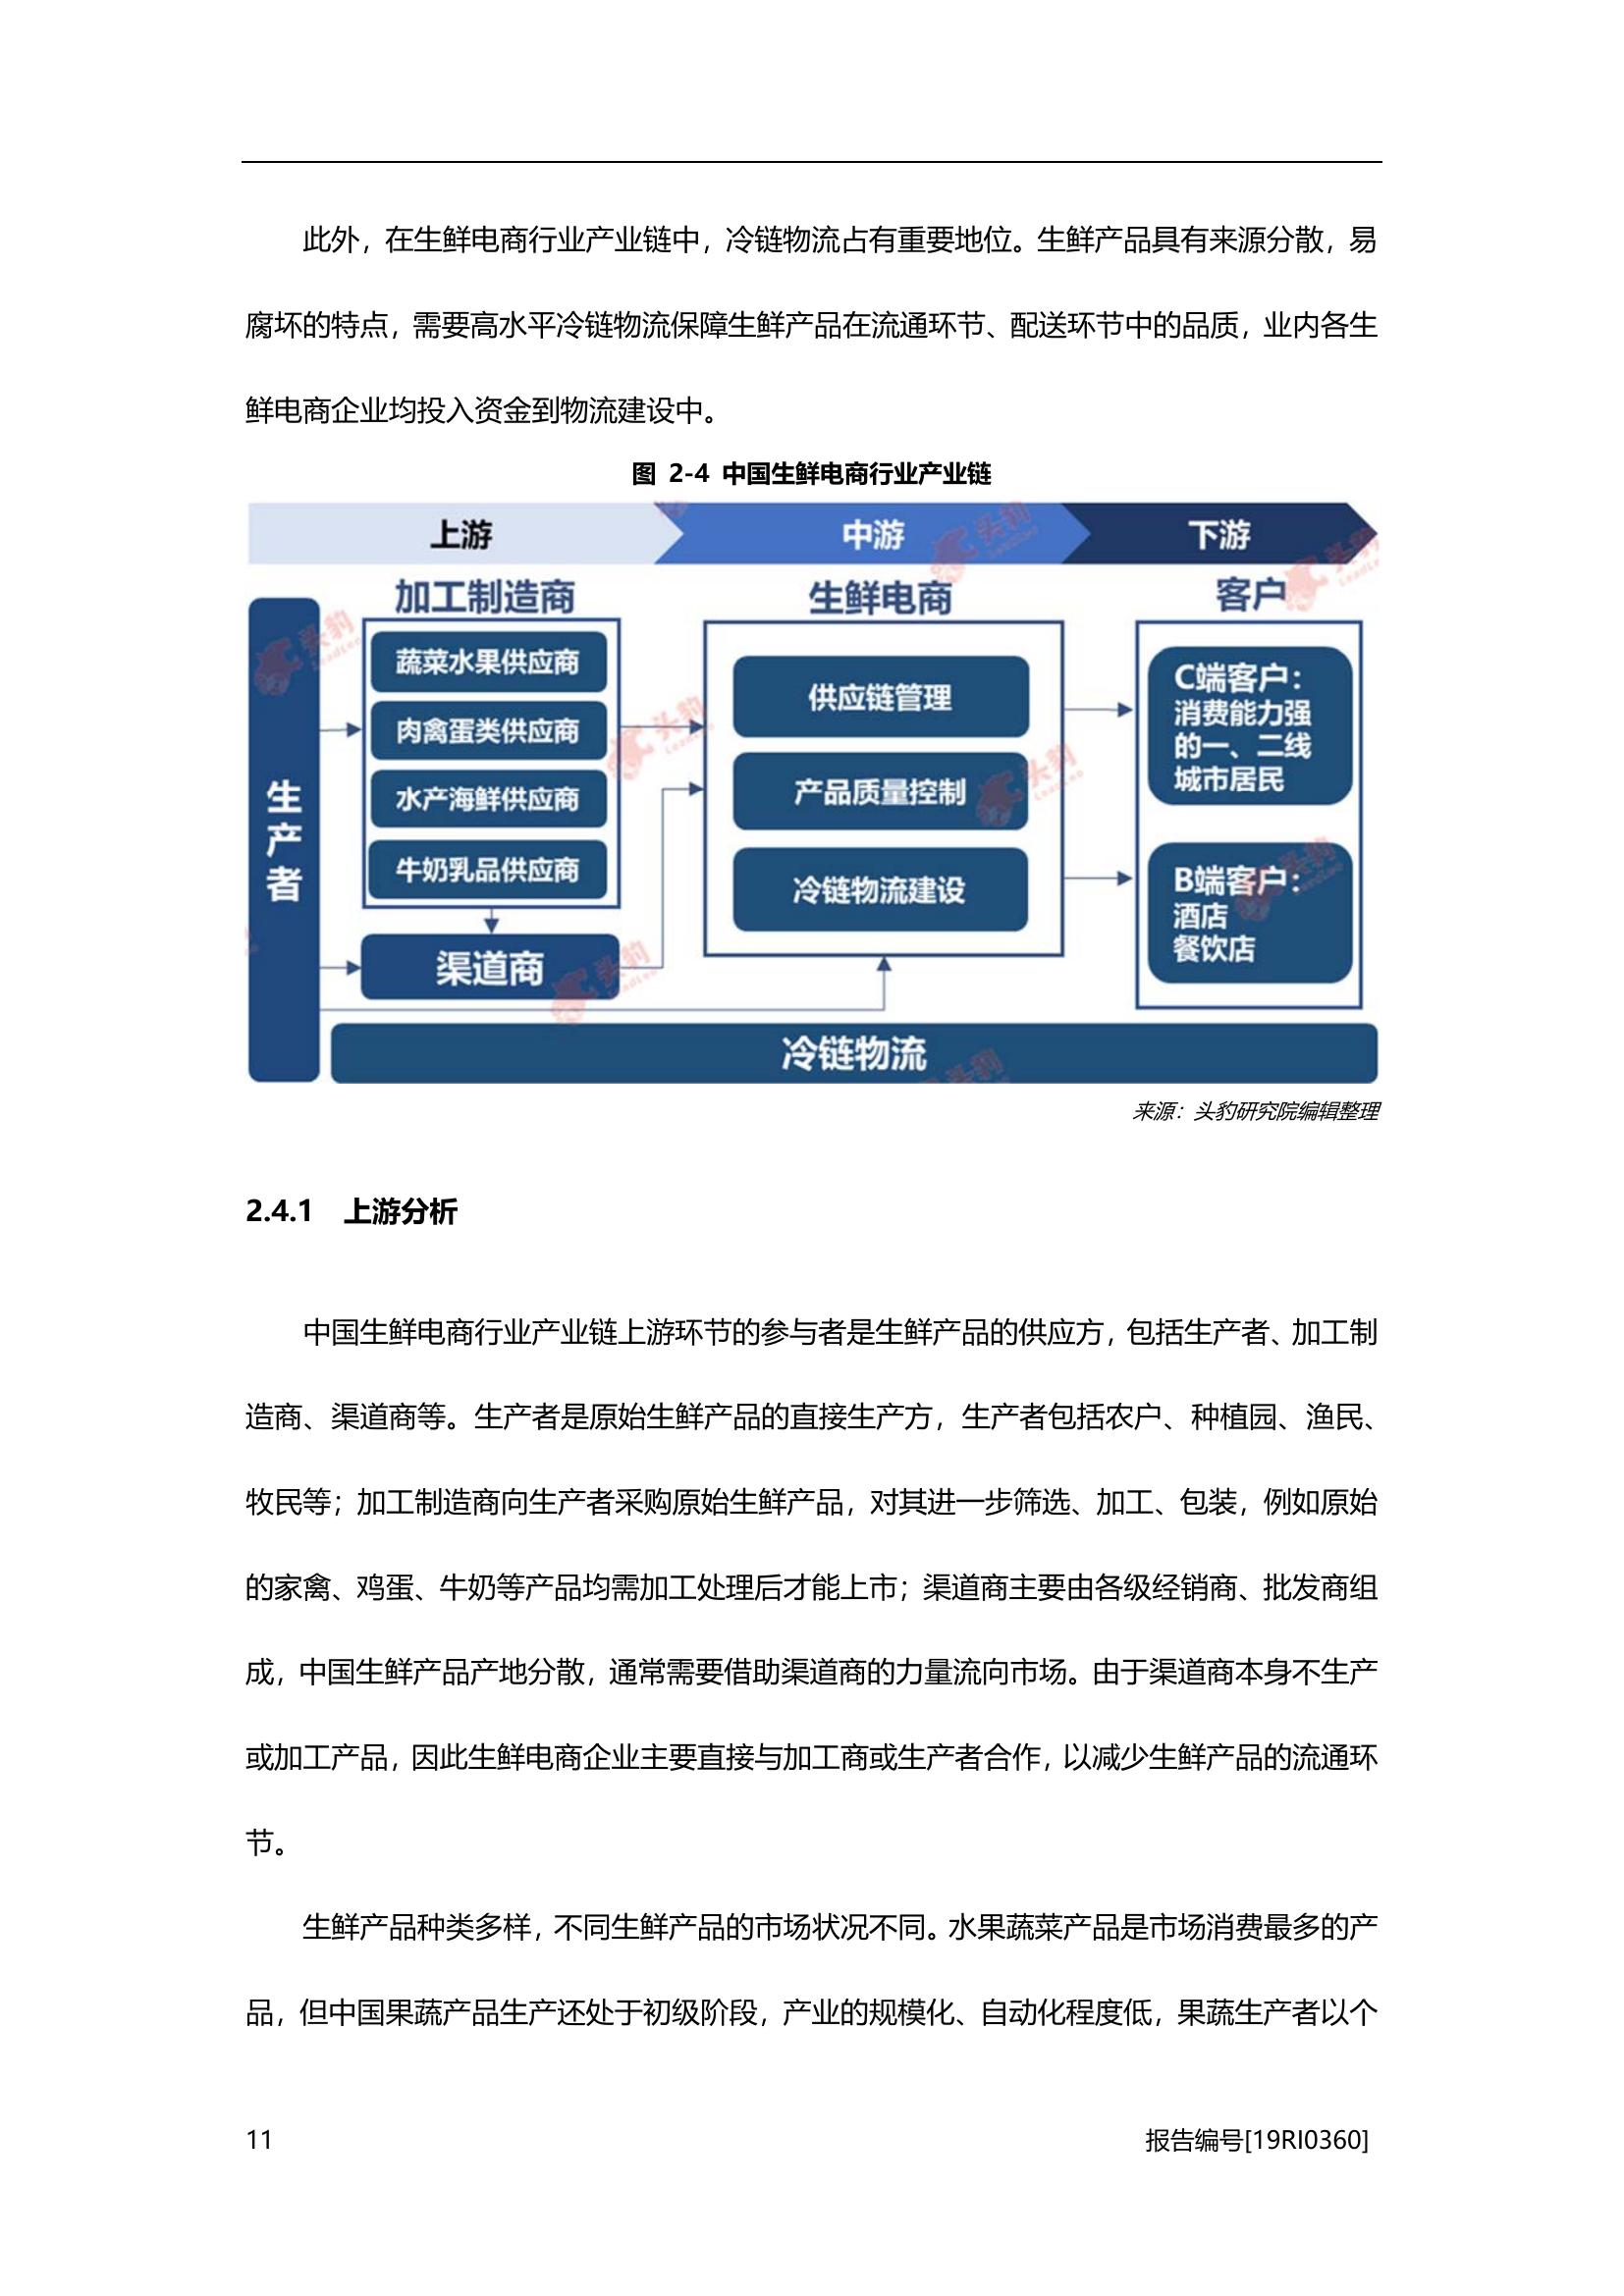 此外，在生鲜电商行业产业链中，冷链物流占有重要地位。生鲜产品具有来源分散，易
腐坏的特点，需要高水平冷链物流保障生鲜产品在流通环节、配送环节中的品质，业内各生
鲜电商企业均投入资金到物流建设中。
图 2-4 中国生鲜电商行业产业链
上游
中游
下游
生产者
加工制造商
蔬菜水果供应商
肉禽蛋类供应商
水产海鲜供应商
牛奶乳品供应商
渠道商
生鲜电商
供应链管理
产品质量控制
冷链物流建设
客户
C端客户：
消费能力强
的一、二线
城市居民
B端客户：
酒店
餐饮店
冷链物流
头豹
LeadLeo
来源：头豹研究院编辑整理
2.4.1 上游分析
中国生鲜电商行业产业链上游环节的参与者是生鲜产品的供应方，包括生产者、加工制
造商、渠道商等。生产者是原始生鲜产品的直接生产方，生产者包括农户、种植园、渔民、
牧民等；加工制造商向生产者采购原始生鲜产品，对其进一步筛选、加工、包装，例如原始
的家禽、鸡蛋、牛奶等产品均需加工处理后才能上市；渠道商主要由各级经销商、批发商组
成，中国生鲜产品产地分散，通常需要借助渠道商的力量流向市场。由于渠道商本身不生产
或加工产品，因此生鲜电商企业主要直接与加工商或生产者合作，以减少生鲜产品的流通环
节。
生鲜产品种类多样，不同生鲜产品的市场状况不同。水果蔬菜产品是市场消费最多的产
品，但中国果蔬产品生产还处于初级阶段，产业的规模化、自动化程度低，果蔬生产者以个
11
报告编号[19RI0360]